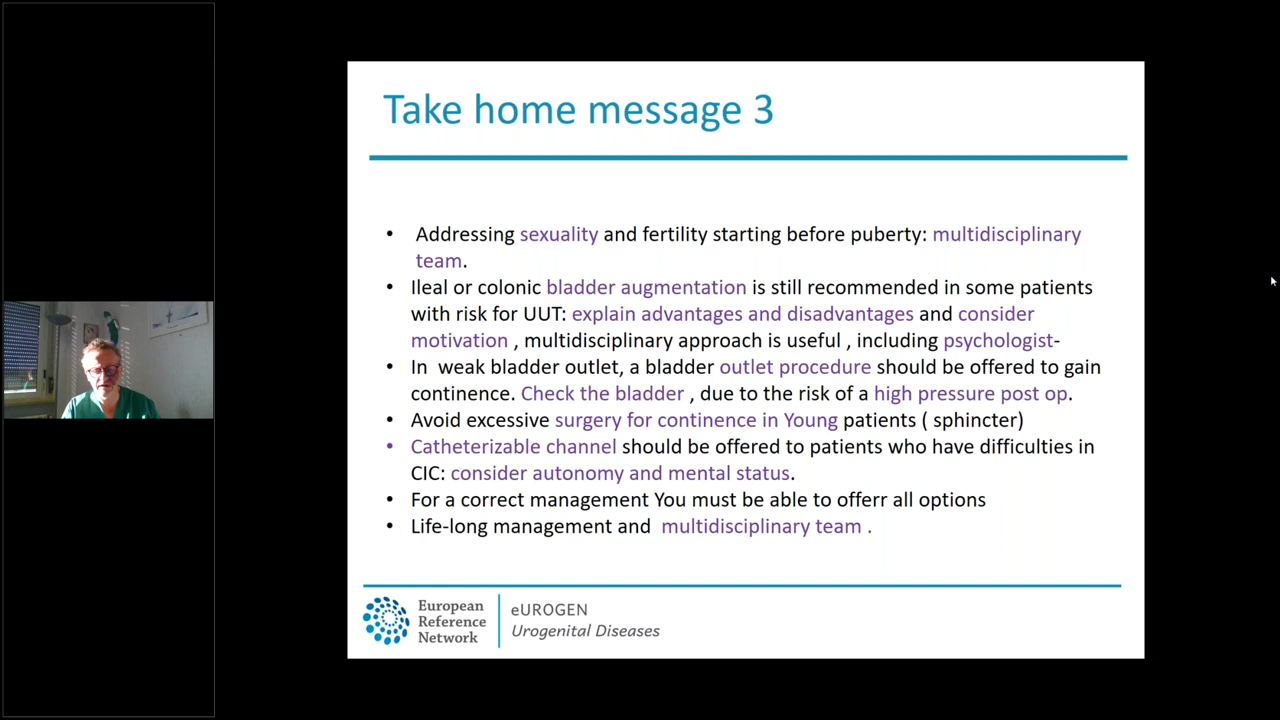 Take home message 3
• Addressing sexuality and fertility starting before puberty: multidisciplinary
team.
• Ileal or colonic bladder augmentation is still recommended in some patients
with risk for UUT: explain advantages and disadvantages and consider
motivation , multidisciplinary approach is useful , including psychologist-
• In weak bladder outlet, a bladder outlet procedure should be offered to gain
continence. Check the bladder , due to the risk of a high pressure post op.
• Avoid excessive surgery for continence in Young patients ( sphincter)
• Catheterizable channel should be offered to patients who have difficulties in
CIC: consider autonomy and mental status.
• For a correct management You must be able to offerr all options
• Life-long management and multidisciplinary team .
European
Reference
Network
eUROGEN
Urogenital Diseases